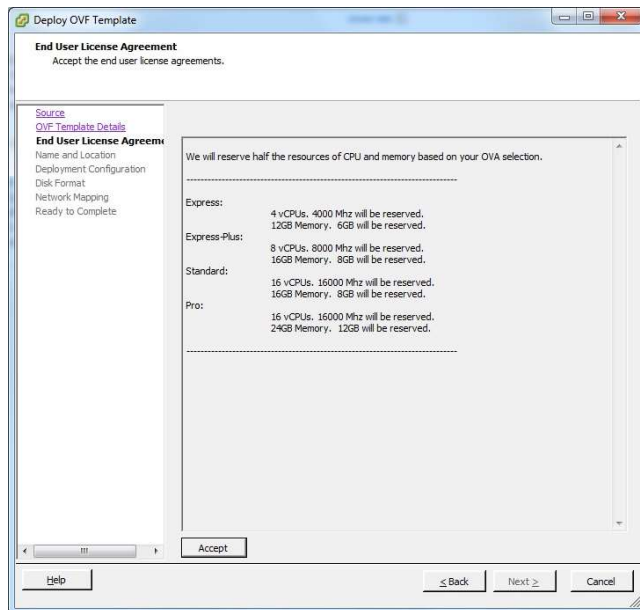 Deploy OVF Template
End User License Agreement
Accept the end user license agreements.
Source
OVF Template Details
End User License Agreeme
Name and Location
Deployment Configuration
Disk Format
Network Mapping
Ready to Complete
We will reserve half the resources of CPU and memory based on your OVA selection.
--------------------------------------------------------------------------------
Express:
4 vCPUs. 4000 Mhz will be reserved.
12GB Memory. 6GB will be reserved.
Express-Plus:
8 vCPUs. 8000 Mhz will be reserved.
16GB Memory. 8GB will be reserved.
Standard:
16 vCPUs. 16000 Mhz will be reserved.
16GB Memory. 8GB will be reserved.
Pro:
16 vCPUs. 16000 Mhz will be reserved.
24GB Memory. 12GB will be reserved.
--------------------------------------------------------------------------------
Accept
Help
< Back
Next >
Cancel